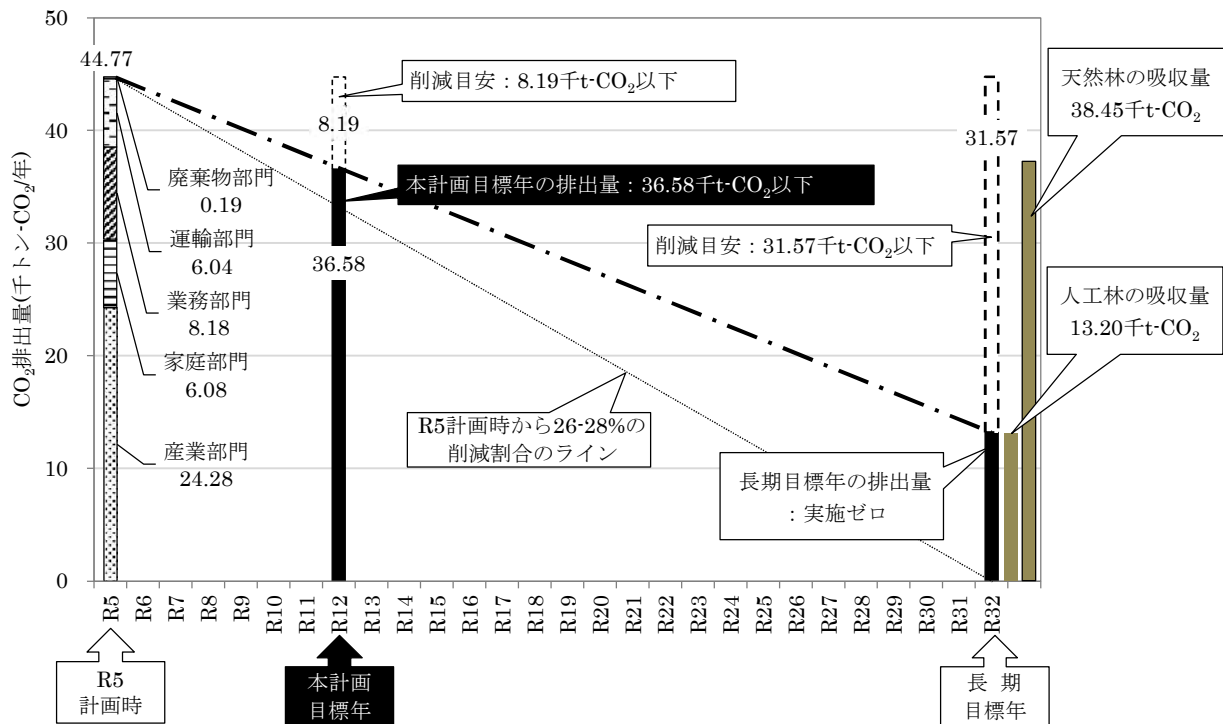 CO₂排出量(千トン-CO₂/年)
50
40
30
20
10
0
44.77
廃棄物部門
0.19
運輸部門
6.04
業務部門
8.18
家庭部門
6.08
産業部門
24.28
削減目安：8.19千t-CO₂以下
8.19
本計画目標年の排出量：36.58千t-CO₂以下
36.58
R5計画時から26-28%の
削減割合のライン
31.57
削減目安：31.57千t-CO₂以下
長期目標年の排出量
：実施ゼロ
天然林の吸収量
38.45千t-CO₂
人工林の吸収量
13.20千t-CO₂
R5
R6
R7
R8
R9
R10
R11
R12
R13
R14
R15
R16
R17
R18
R19
R20
R21
R22
R23
R24
R25
R26
R27
R28
R29
R30
R31
R32
R5
計画時
本計画
目標年
長 期
目標年